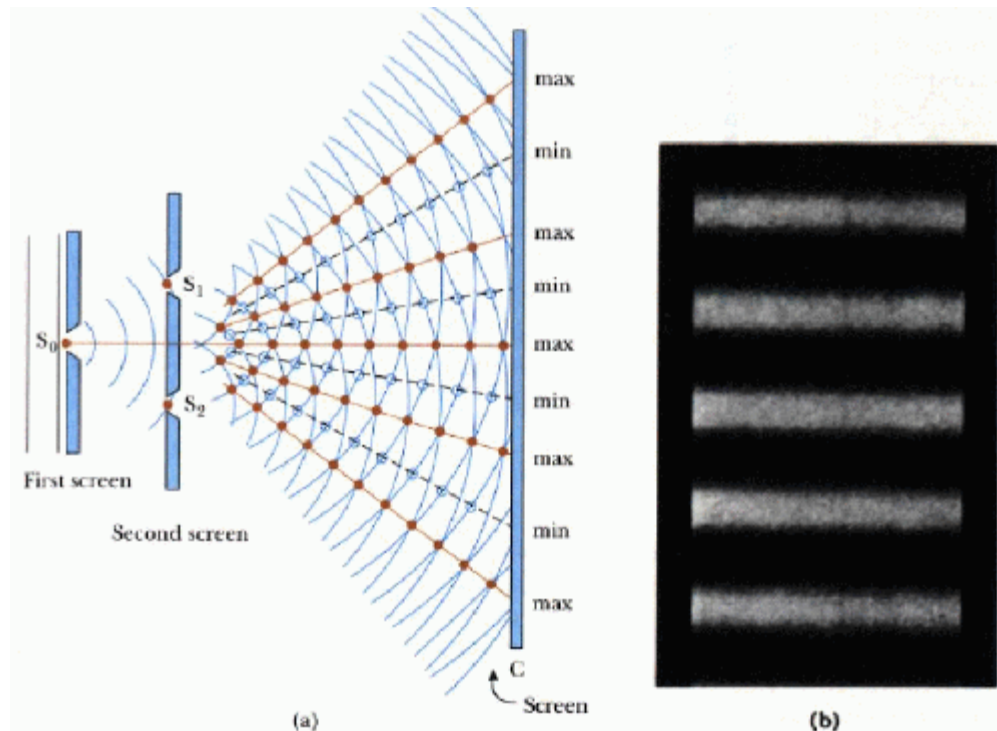 max
min
max
S₁
min
S₀
max
min
S₂
max
First screen
min
Second screen
max
C
Screen
(a)
(b)